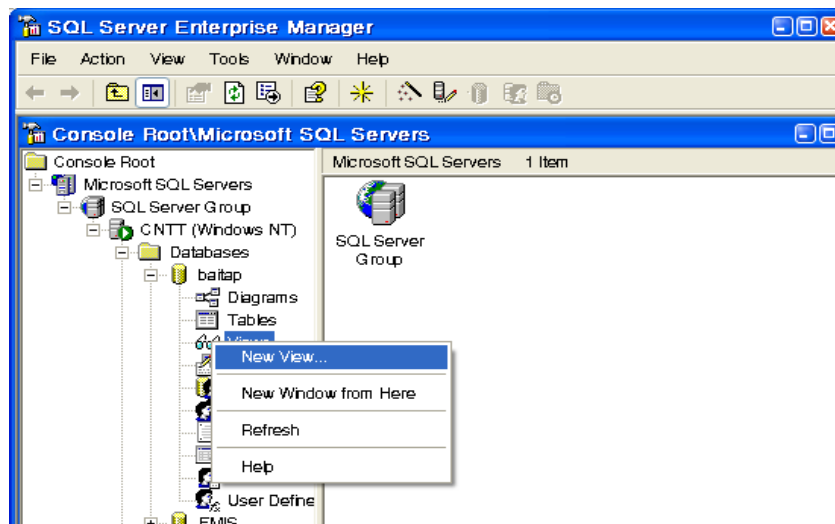 SQL Server Enterprise Manager
File Action View Tools Window Help
Console Root\Microsoft SQL Servers
Console Root
Microsoft SQL Servers 1 Item
Microsoft SQL Servers
SQL Server Group
CNTT (Windows NT)
Databases
baitap
Diagrams
Tables
Views
User Define
EMIS
SQL Server
Group
New View...
New Window from Here
Refresh
Help